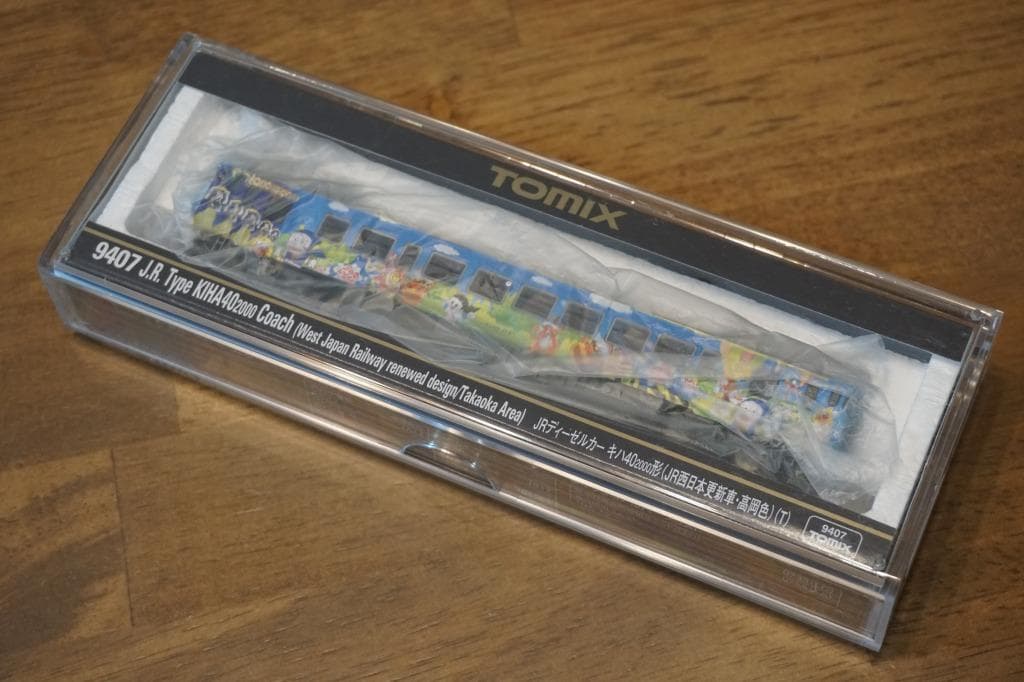 TOMIX
9407 J.R. Type KIHA402000 Coach (West Japan Railway renewed design/Takaoka Area) JRディーゼルカー キハ402000形(JR西日本更新車・高岡色)(T)
9407
TOMIX